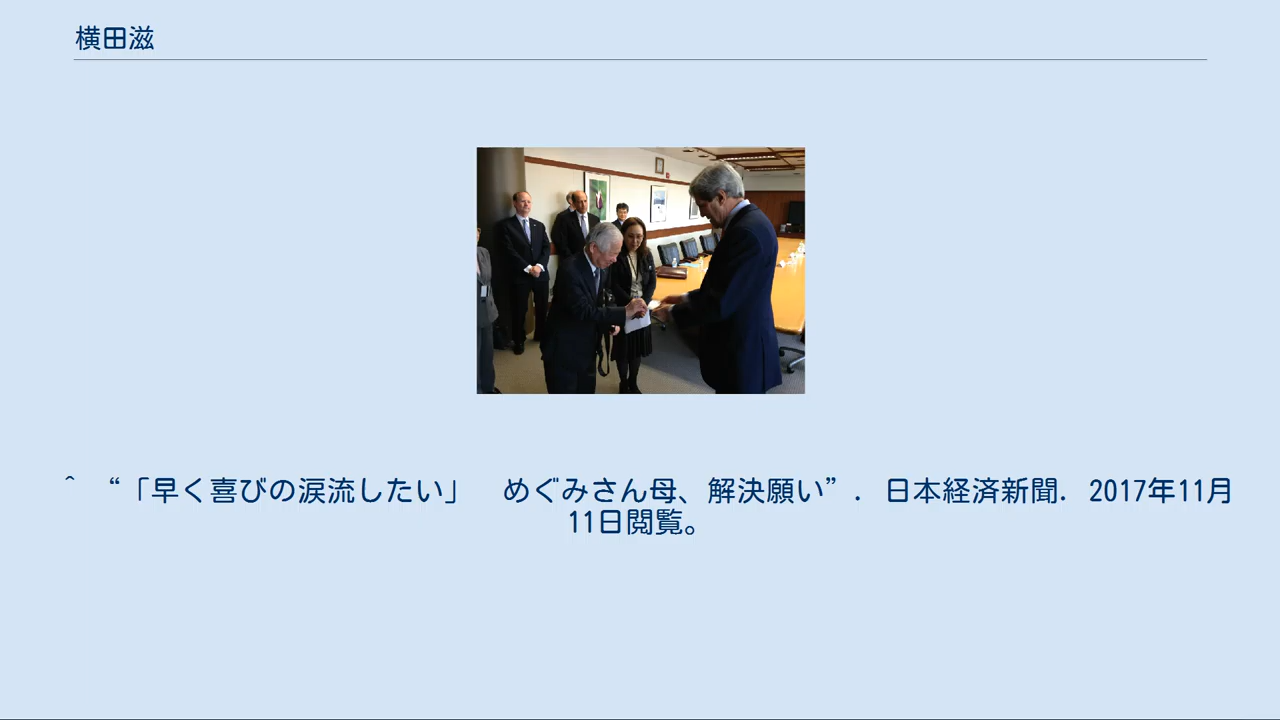 横田滋
^ “「早く喜びの涙流したい」 めぐみさん母、解決願い”. 日本経済新聞. 2017年11月
11日閲覧。